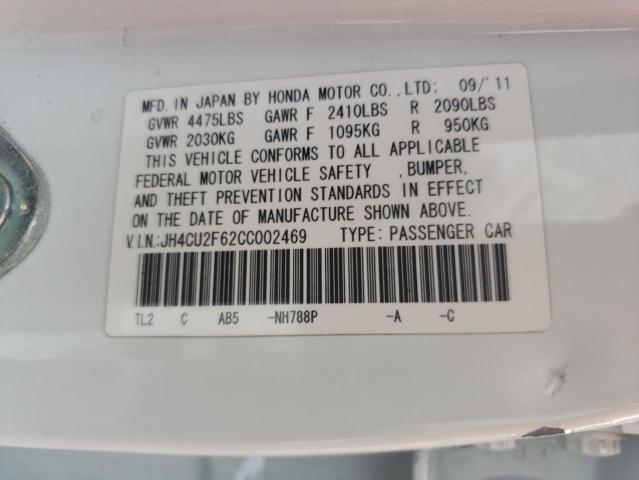 MFD. IN JAPAN BY HONDA MOTOR CO.,LTD: 09/'11
GVWR 4475LBS GAWR F 2410LBS R 2090LBS
GVWR 2030KG GAWR F 1095KG R 950KG
THIS VEHICLE CONFORMS TO ALL APPLICABLE
FEDERAL MOTOR VEHICLE SAFETY ,BUMPER,
AND THEFT PREVENTION STANDARDS IN EFFECT
ON THE DATE OF MANUFACTURE SHOWN ABOVE.
V.I.N.:JH4CU2F62CC002469 TYPE: PASSENGER CAR
TL2 C AB5 -NH788P -A -C